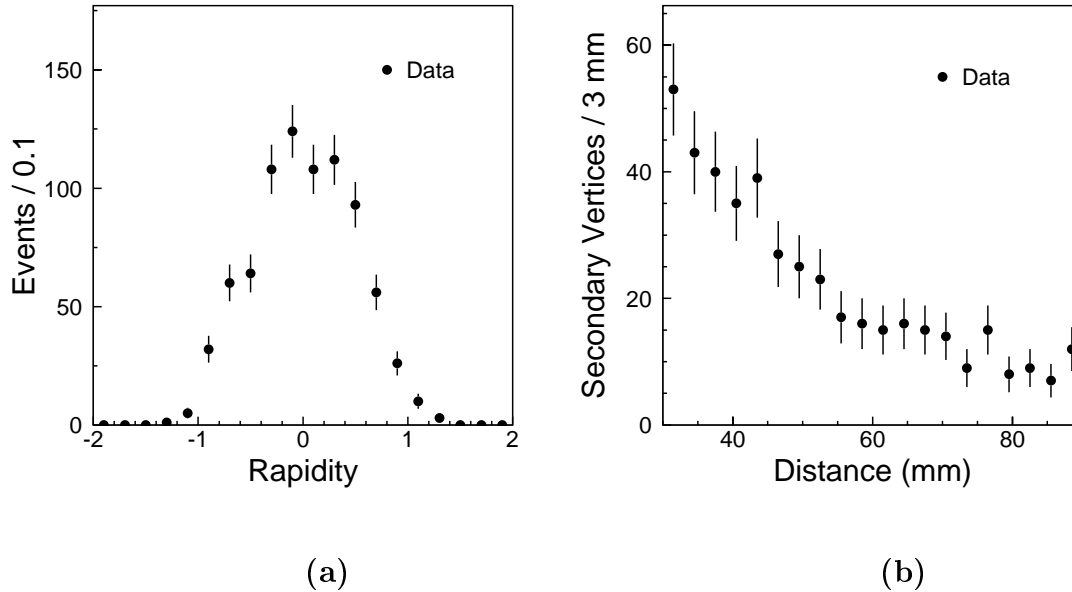 150
100
50
0
Events / 0.1
Data
-2
-1
0
1
2
Rapidity
(a)
60
40
20
0
Secondary Vertices / 3 mm
Data
40
60
80
Distance (mm)
(b)